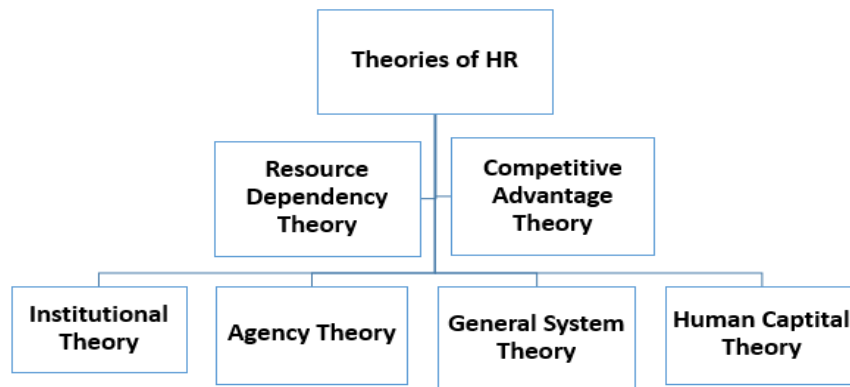 Theories of HR
Resource
Dependency
Theory
Competitive
Advantage
Theory
Institutional
Theory
Agency Theory
General System
Theory
Human Captital
Theory